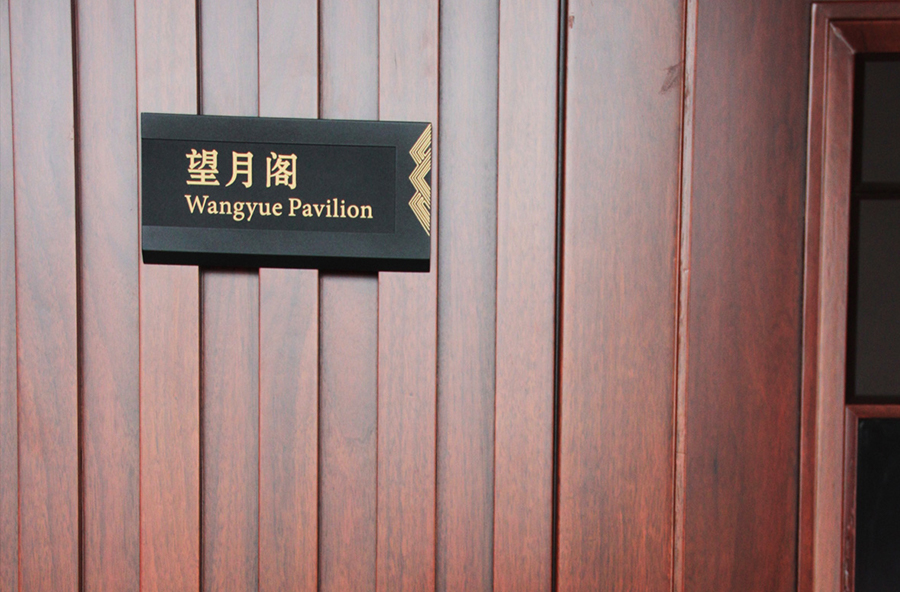 望月阁
Wangyue Pavilion